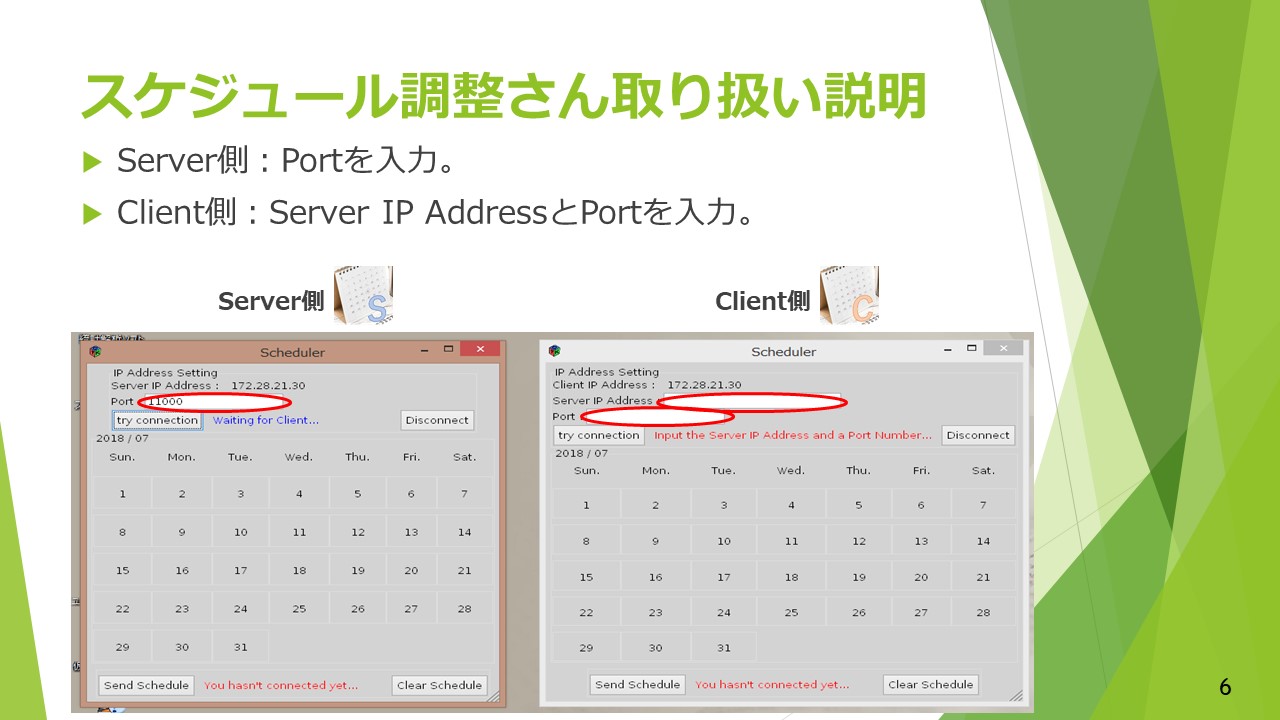 スケジュール調整さん取り扱い説明
Server側：Portを入力。
Client側：Server IP AddressとPortを入力。
Server側
S
Client側
C
Scheduler
IP Address Setting
Server IP Address : 172.28.21.30
Port : 11000
try connection Waiting for Client... Disconnect
2018 / 07
Sun. Mon. Tue. Wed. Thu. Fri. Sat.
1 2 3 4 5 6 7
8 9 10 11 12 13 14
15 16 17 18 19 20 21
22 23 24 25 26 27 28
29 30 31
Send Schedule You hasn't connected yet... Clear Schedule
Scheduler
IP Address Setting
Client IP Address : 172.28.21.30
Server IP Address :
Port :
try connection Input the Server IP Address and a Port Number... Disconnect
2018 / 07
Sun. Mon. Tue. Wed. Thu. Fri. Sat.
1 2 3 4 5 6 7
8 9 10 11 12 13 14
15 16 17 18 19 20 21
22 23 24 25 26 27 28
29 30 31
Send Schedule You hasn't connected yet... Clear Schedule
6